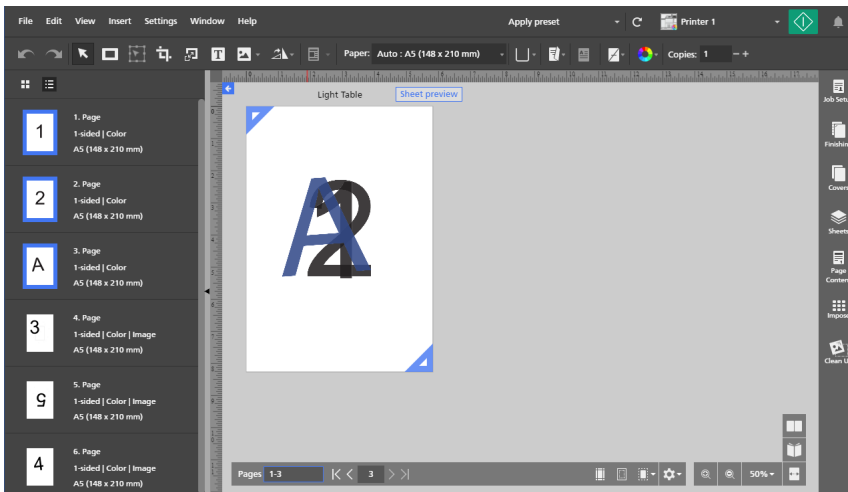 File Edit View Insert Settings Window Help Apply preset Printer 1
Paper: Auto : A5 (148 x 210 mm) Copies: 1
Light Table Sheet preview
1
1. Page
1-sided | Color
A5 (148 x 210 mm)
2
2. Page
1-sided | Color
A5 (148 x 210 mm)
A
3. Page
1-sided | Color
A5 (148 x 210 mm)
3
4. Page
1-sided | Color | Image
A5 (148 x 210 mm)
5
5. Page
1-sided | Color | Image
A5 (148 x 210 mm)
4
6. Page
1-sided | Color | Image
A5 (148 x 210 mm)
A
2
1
Pages 1-3 3 50%
Job Setu
Finishin
Covers
Sheets
Page
Conten
Impose
Clean U